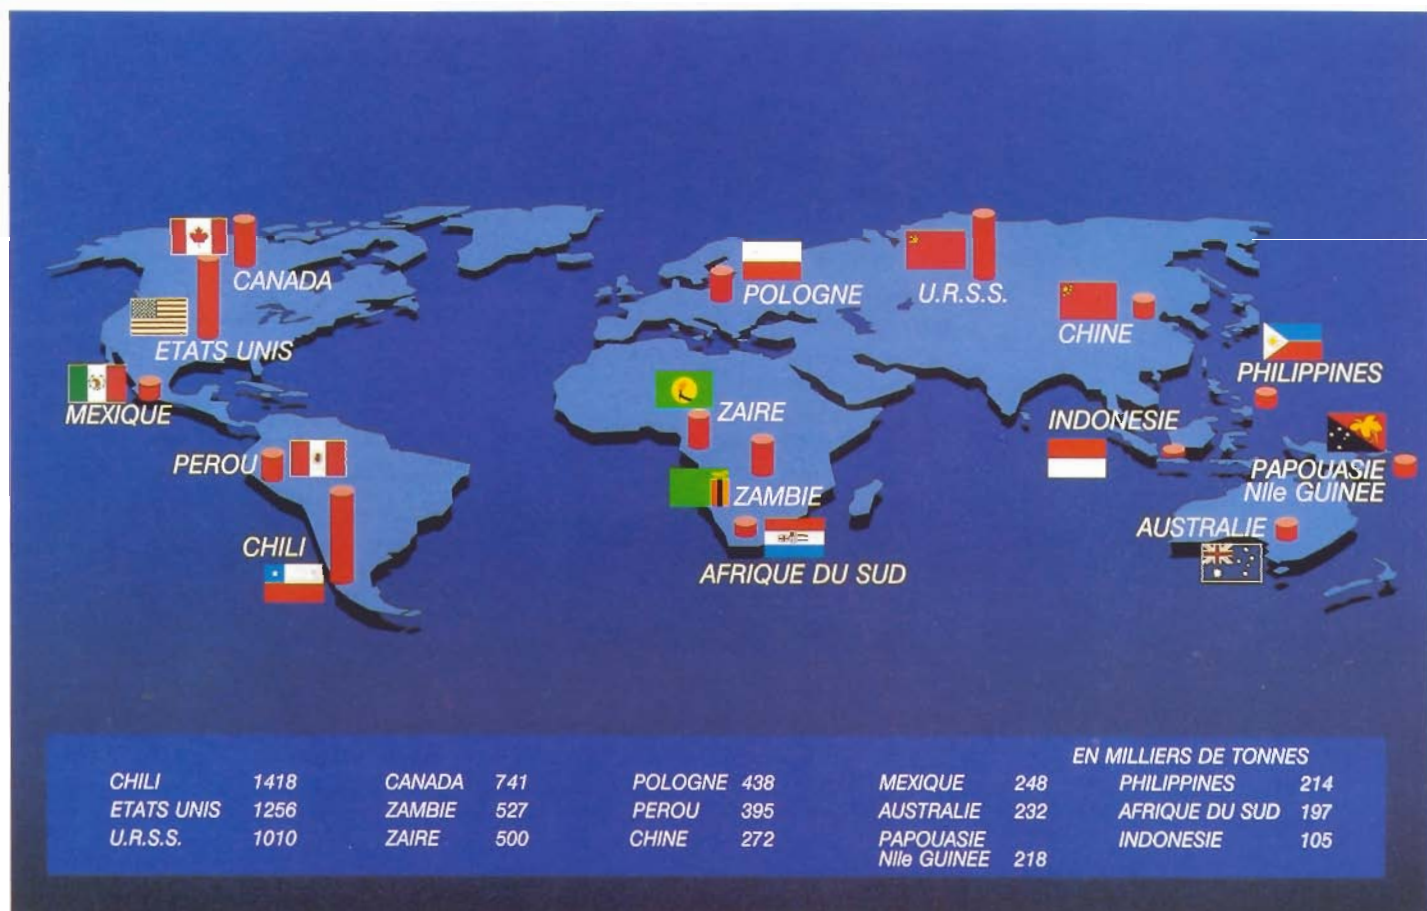 CANADA
POLOGNE
U.R.S.S.
CHINE
ETATS UNIS
PHILIPPINES
MEXIQUE
ZAIRE
INDONESIE
PEROU
PAPOUASIE
Nlle GUINEE
ZAMBIE
AUSTRALIE
CHILI
AFRIQUE DU SUD
EN MILLIERS DE TONNES
CHILI 1418
ETATS UNIS 1256
U.R.S.S. 1010
CANADA 741
ZAMBIE 527
ZAIRE 500
POLOGNE 438
PEROU 395
CHINE 272
MEXIQUE 248
AUSTRALIE 232
PAPOUASIE
Nlle GUINEE 218
PHILIPPINES 214
AFRIQUE DU SUD 197
INDONESIE 105